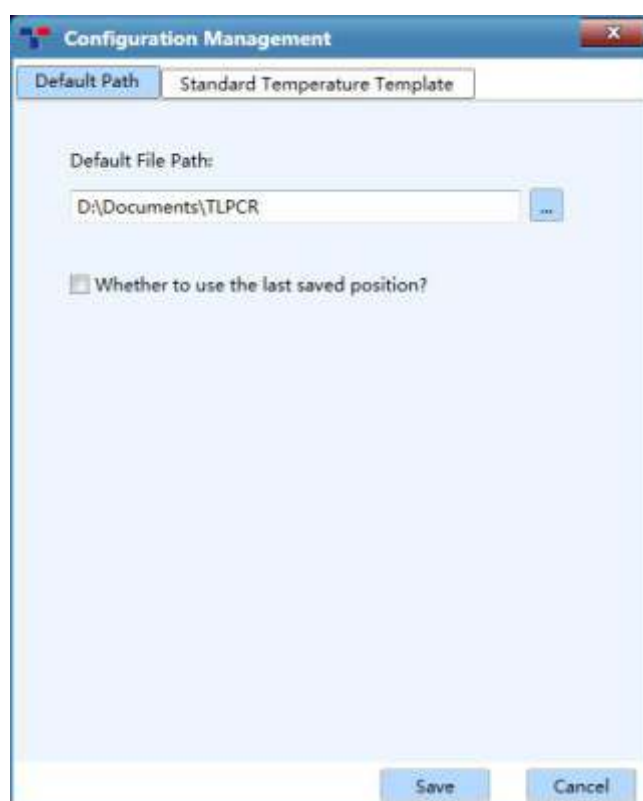 Configuration Management
x
Default Path Standard Temperature Template
Default File Path:
D:\Documents\TLPCR ...
Whether to use the last saved position?
Save Cancel